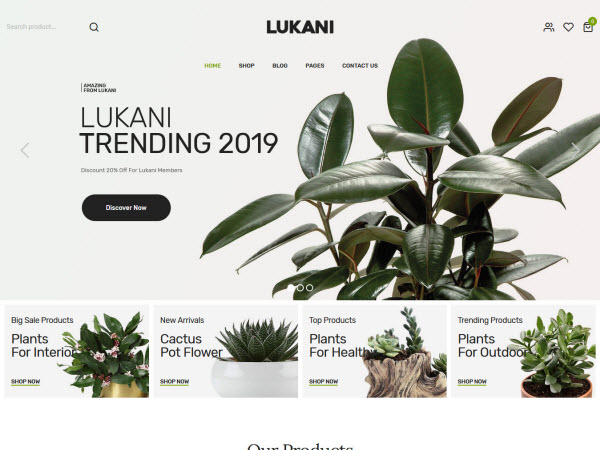 Search product...
LUKANI
0
HOME SHOP BLOG PAGES CONTACT US
AMAZING
FROM LUKANI
LUKANI
TRENDING 2019
Discount 20% Off For Lukani Members
Discover Now
Big Sale Products
Plants
For Interior
SHOP NOW
New Arrivals
Cactus
Pot Flower
SHOP NOW
Top Products
Plants
For Healthy
SHOP NOW
Trending Products
Plants
For Outdoor
SHOP NOW
Our Products